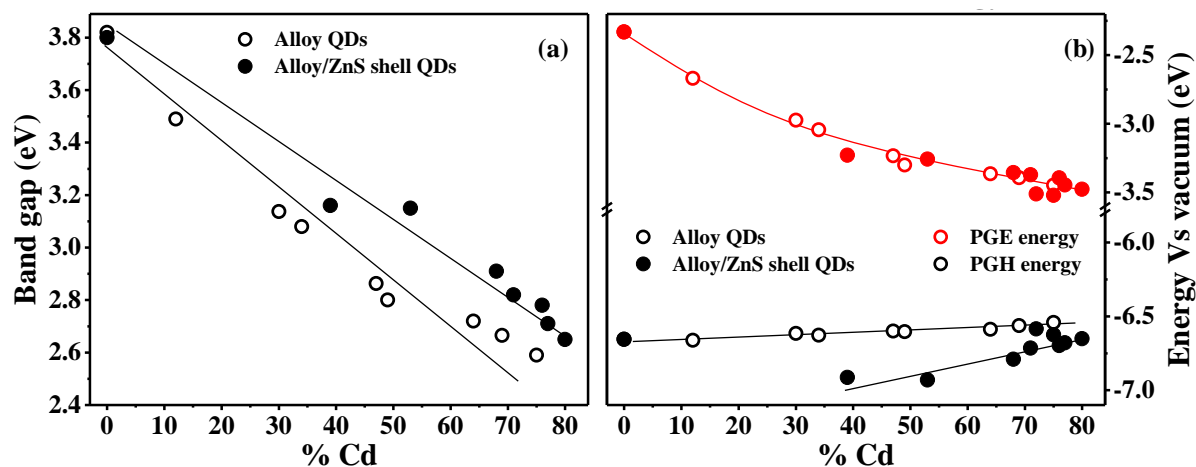 (a)
Alloy QDs
Alloy/ZnS shell QDs
3.8
3.6
3.4
3.2
3.0
2.8
2.6
2.4
Band gap (eV)
0 10 20 30 40 50 60 70 80
% Cd
(b)
-2.5
-3.0
-3.5
-6.0
-6.5
-7.0
Energy Vs vacuum (eV)
Alloy QDs
Alloy/ZnS shell QDs
PGE energy
PGH energy
0 10 20 30 40 50 60 70 80
% Cd